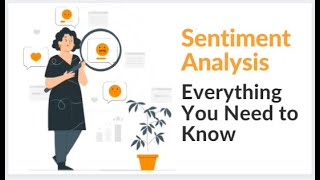 Sentiment
Analysis
Everything
You Need to
Know